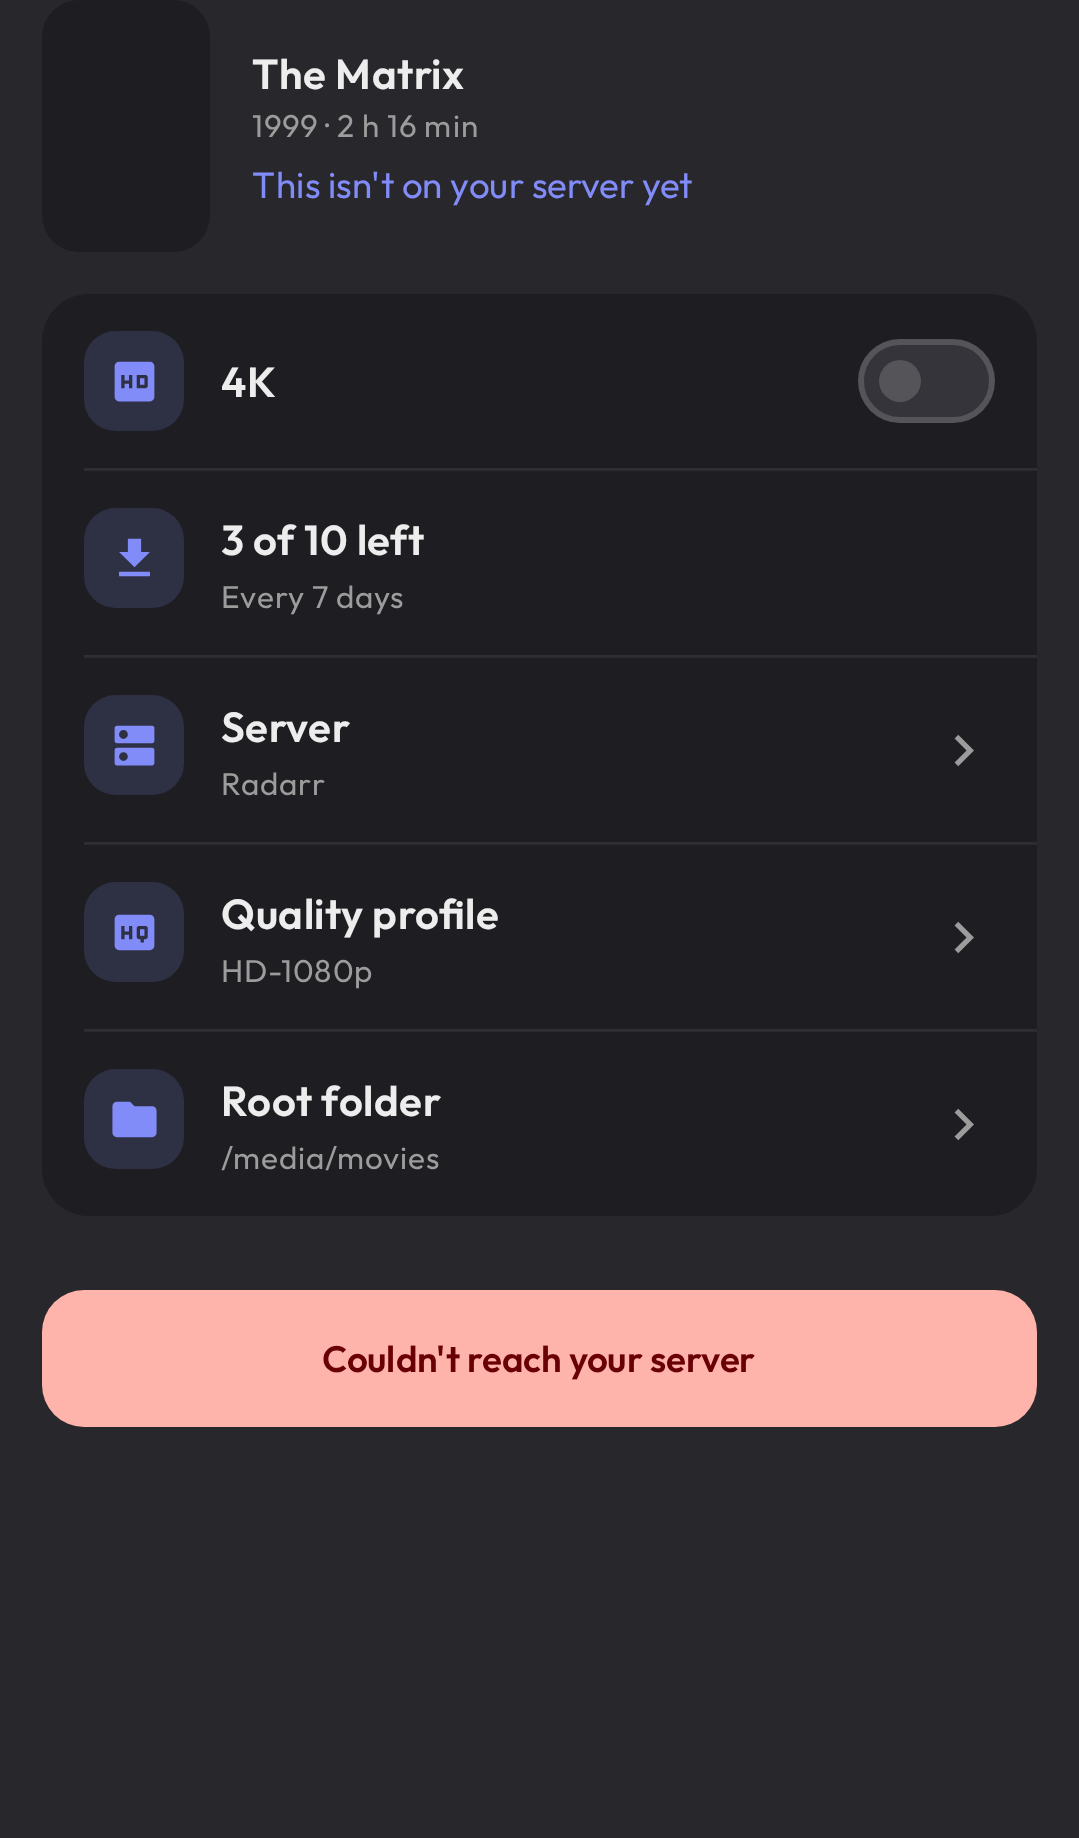 The Matrix
1999 · 2 h 16 min
This isn't on your server yet
HD
4K
3 of 10 left
Every 7 days
Server
Radarr
HQ
Quality profile
HD-1080p
Root folder
/media/movies
Couldn't reach your server